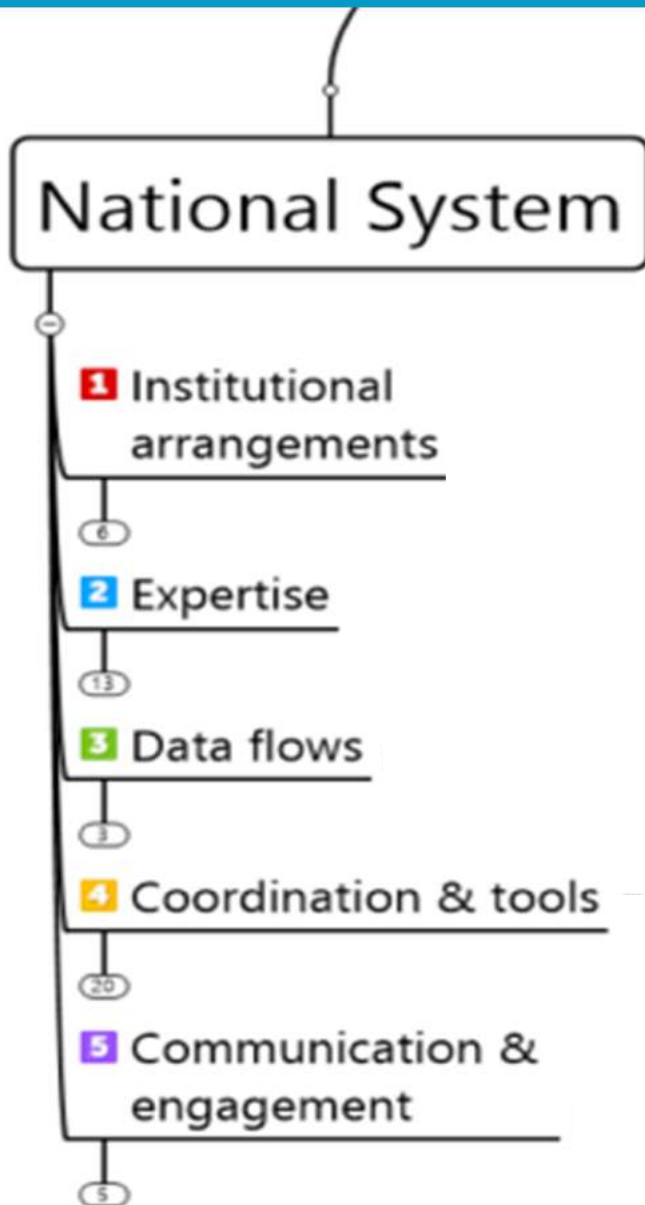 National System
1 Institutional
arrangements
6
2 Expertise
13
3 Data flows
3
4 Coordination & tools
20
5 Communication &
engagement
5